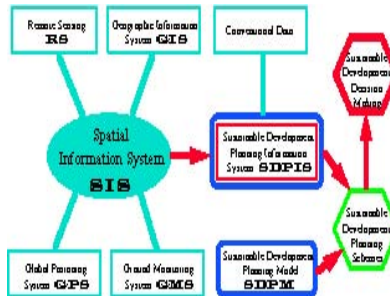 Remote Sensing
RS
Geographic Information
System GIS
Conventional Data
Sustainable
Development
Decision
Making
Spatial
Information System
SIS
Sustainable Development
Planning Information
System SDPIS
Sustainable
Development
Planning
Schemes
Global Positioning
System GPS
Ground Monitoring
System GMS
Sustainable Development
Planning Model
SDPM